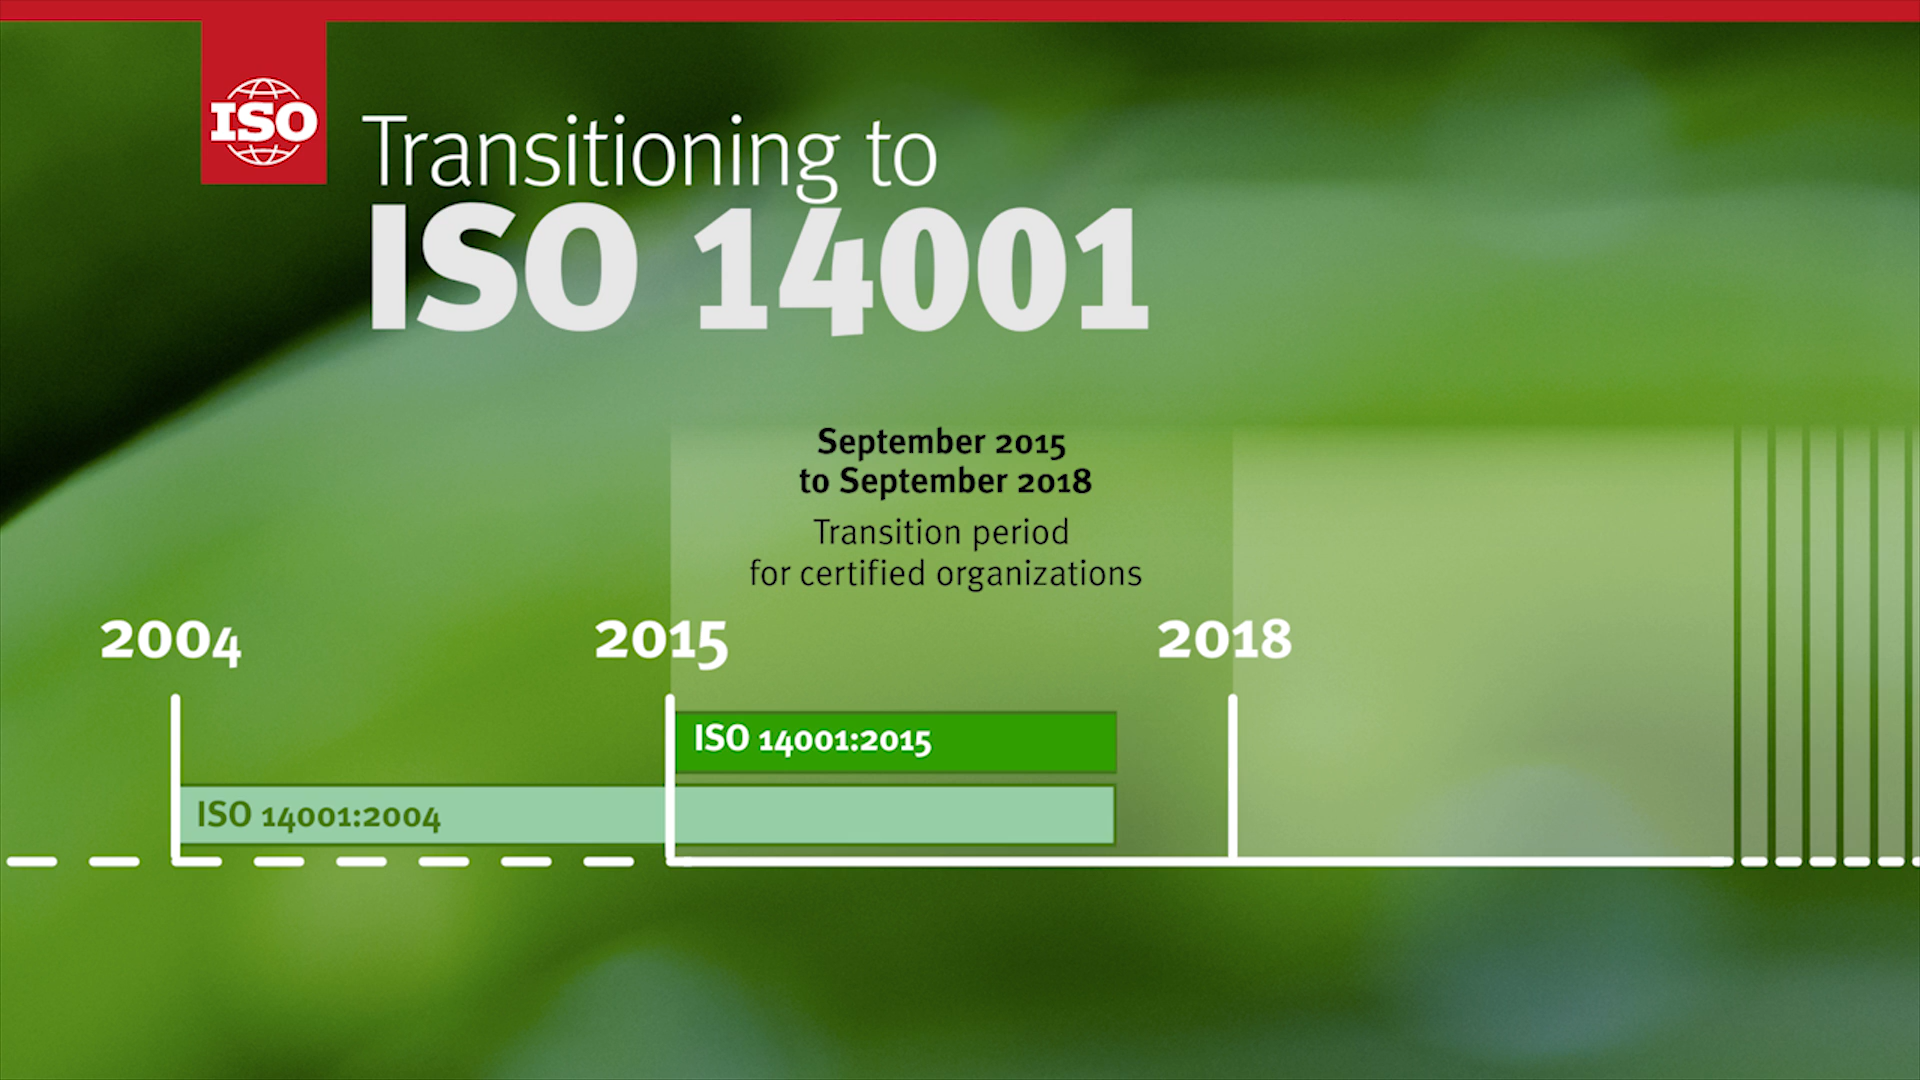 ISO
Transitioning to
ISO 14001
September 2015
to September 2018
Transition period
for certified organizations
2004
2015
2018
ISO 14001:2015
ISO 14001:2004